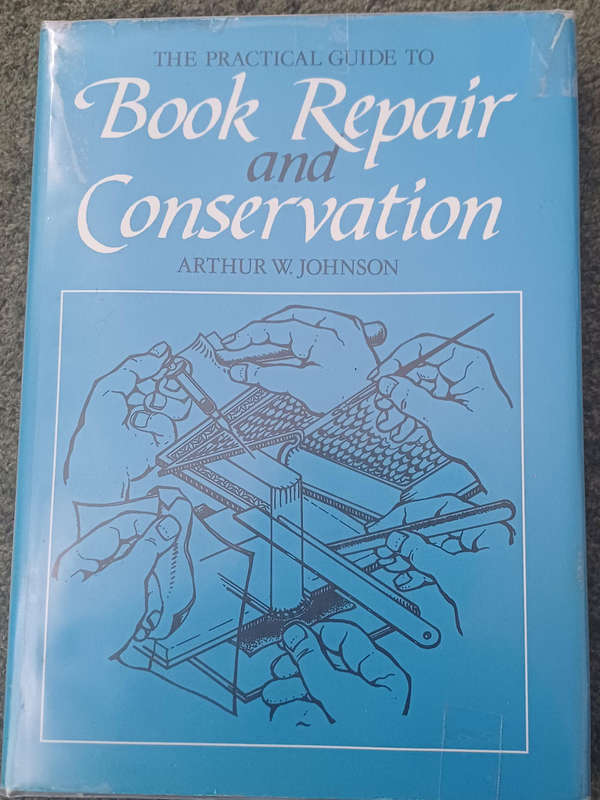 THE PRACTICAL GUIDE TO
Book Repair
and
Conservation
ARTHUR W. JOHNSON